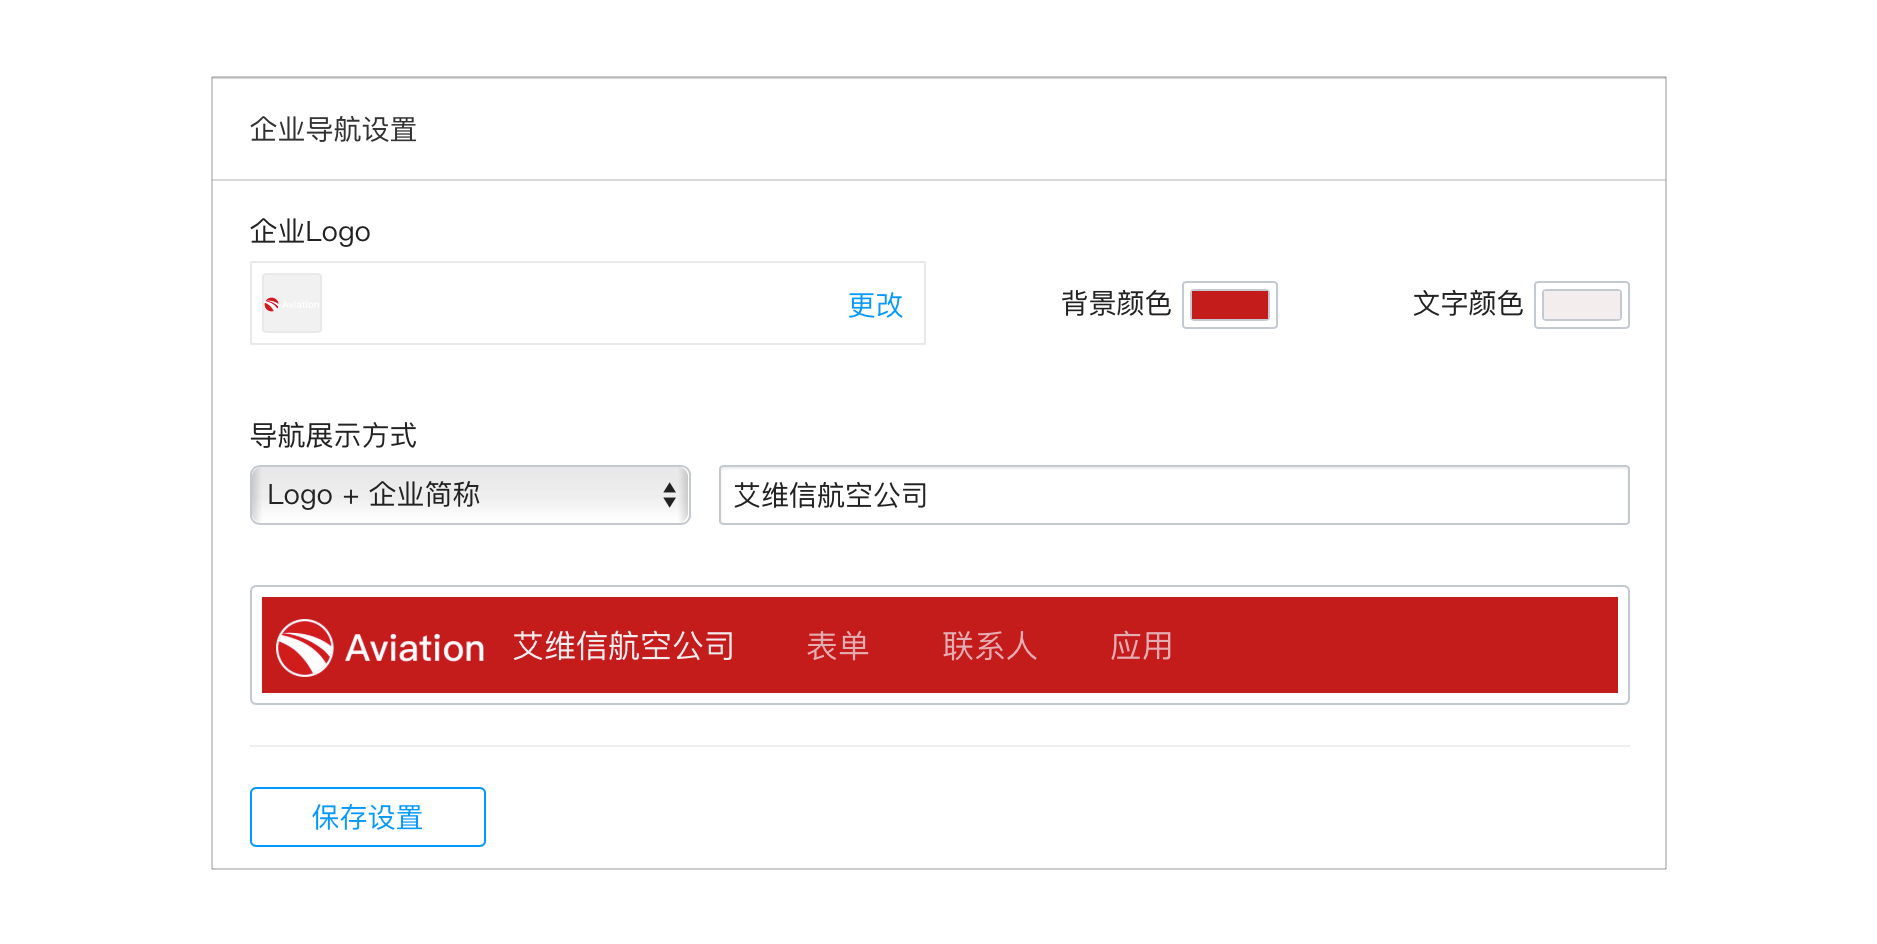 企业导航设置
企业Logo
Aviation
更改
背景颜色
文字颜色
导航展示方式
Logo + 企业简称
艾维信航空公司
Aviation 艾维信航空公司 表单 联系人 应用
保存设置